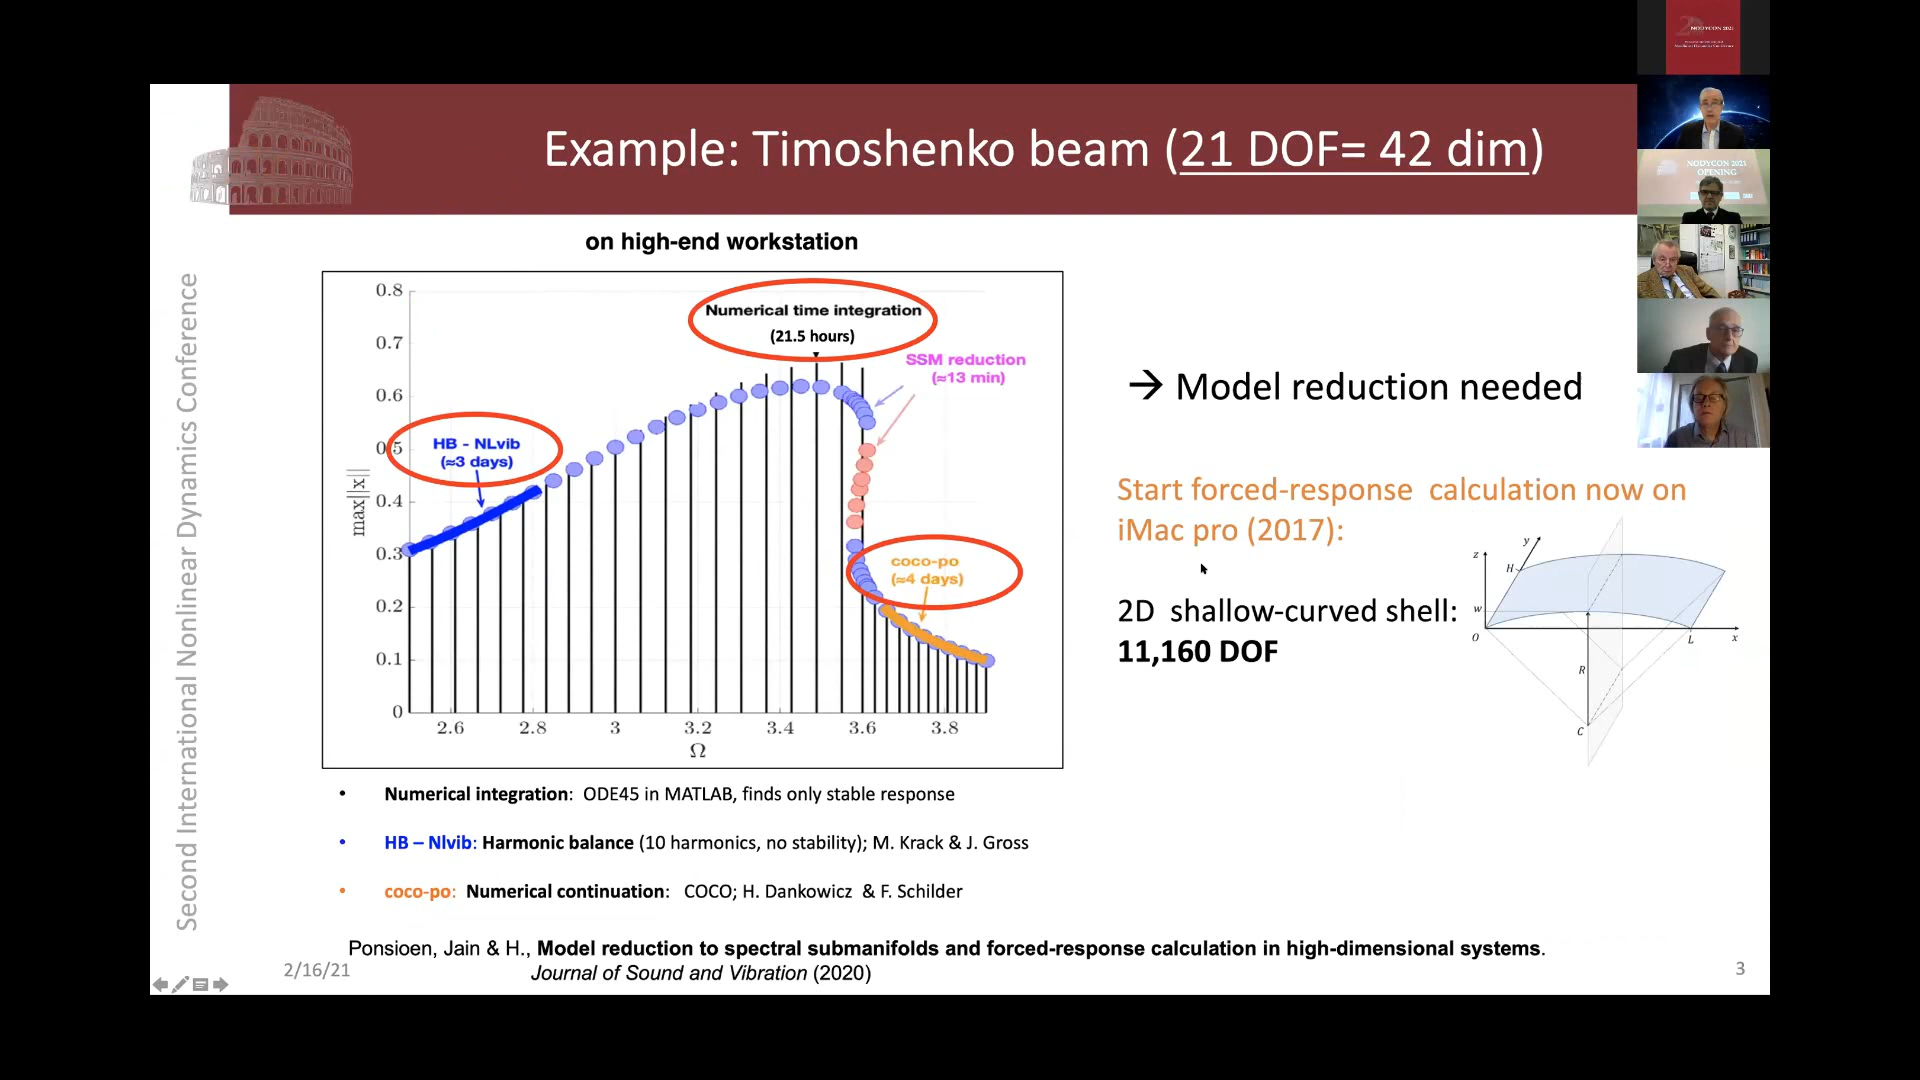 NODYCON 2021
Example: Timoshenko beam (21 DOF= 42 dim)
NODYCON 2021
OPENING
Second International Nonlinear Dynamics Conference
on high-end workstation
0.8
0.7
0.6
0.5
0.4
0.3
0.2
0.1
0
max||x||
2.6 2.8 3 3.2 3.4 3.6 3.8
Ω
Numerical time integration
(21.5 hours)
SSM reduction
(≈13 min)
HB - NLvib
(≈3 days)
coco-po
(≈4 days)
→ Model reduction needed
Start forced-response calculation now on
iMac pro (2017):
2D shallow-curved shell:
11,160 DOF
z
y
H
w
O
L
x
R
C
• Numerical integration: ODE45 in MATLAB, finds only stable response
• HB – Nlvib: Harmonic balance (10 harmonics, no stability); M. Krack & J. Gross
• coco-po: Numerical continuation: COCO; H. Dankowicz & F. Schilder
Ponsioen, Jain & H., Model reduction to spectral submanifolds and forced-response calculation in high-dimensional systems.
Journal of Sound and Vibration (2020)
2/16/21
3